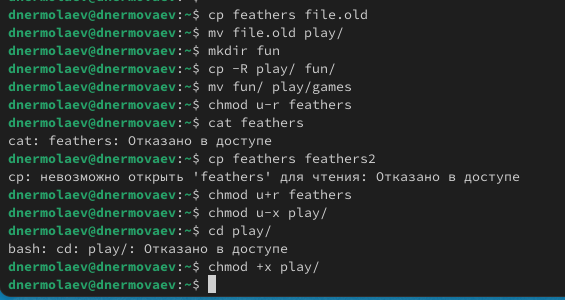 dnermolaev@dnermovaev:~$ cp feathers file.old
dnermolaev@dnermovaev:~$ mv file.old play/
dnermolaev@dnermovaev:~$ mkdir fun
dnermolaev@dnermovaev:~$ cp -R play/ fun/
dnermolaev@dnermovaev:~$ mv fun/ play/games
dnermolaev@dnermovaev:~$ chmod u-r feathers
dnermolaev@dnermovaev:~$ cat feathers
cat: feathers: Отказано в доступе
dnermolaev@dnermovaev:~$ cp feathers feathers2
cp: невозможно открыть 'feathers' для чтения: Отказано в доступе
dnermolaev@dnermovaev:~$ chmod u+r feathers
dnermolaev@dnermovaev:~$ chmod u-x play/
dnermolaev@dnermovaev:~$ cd play/
bash: cd: play/: Отказано в доступе
dnermolaev@dnermovaev:~$ chmod +x play/
dnermolaev@dnermovaev:~$